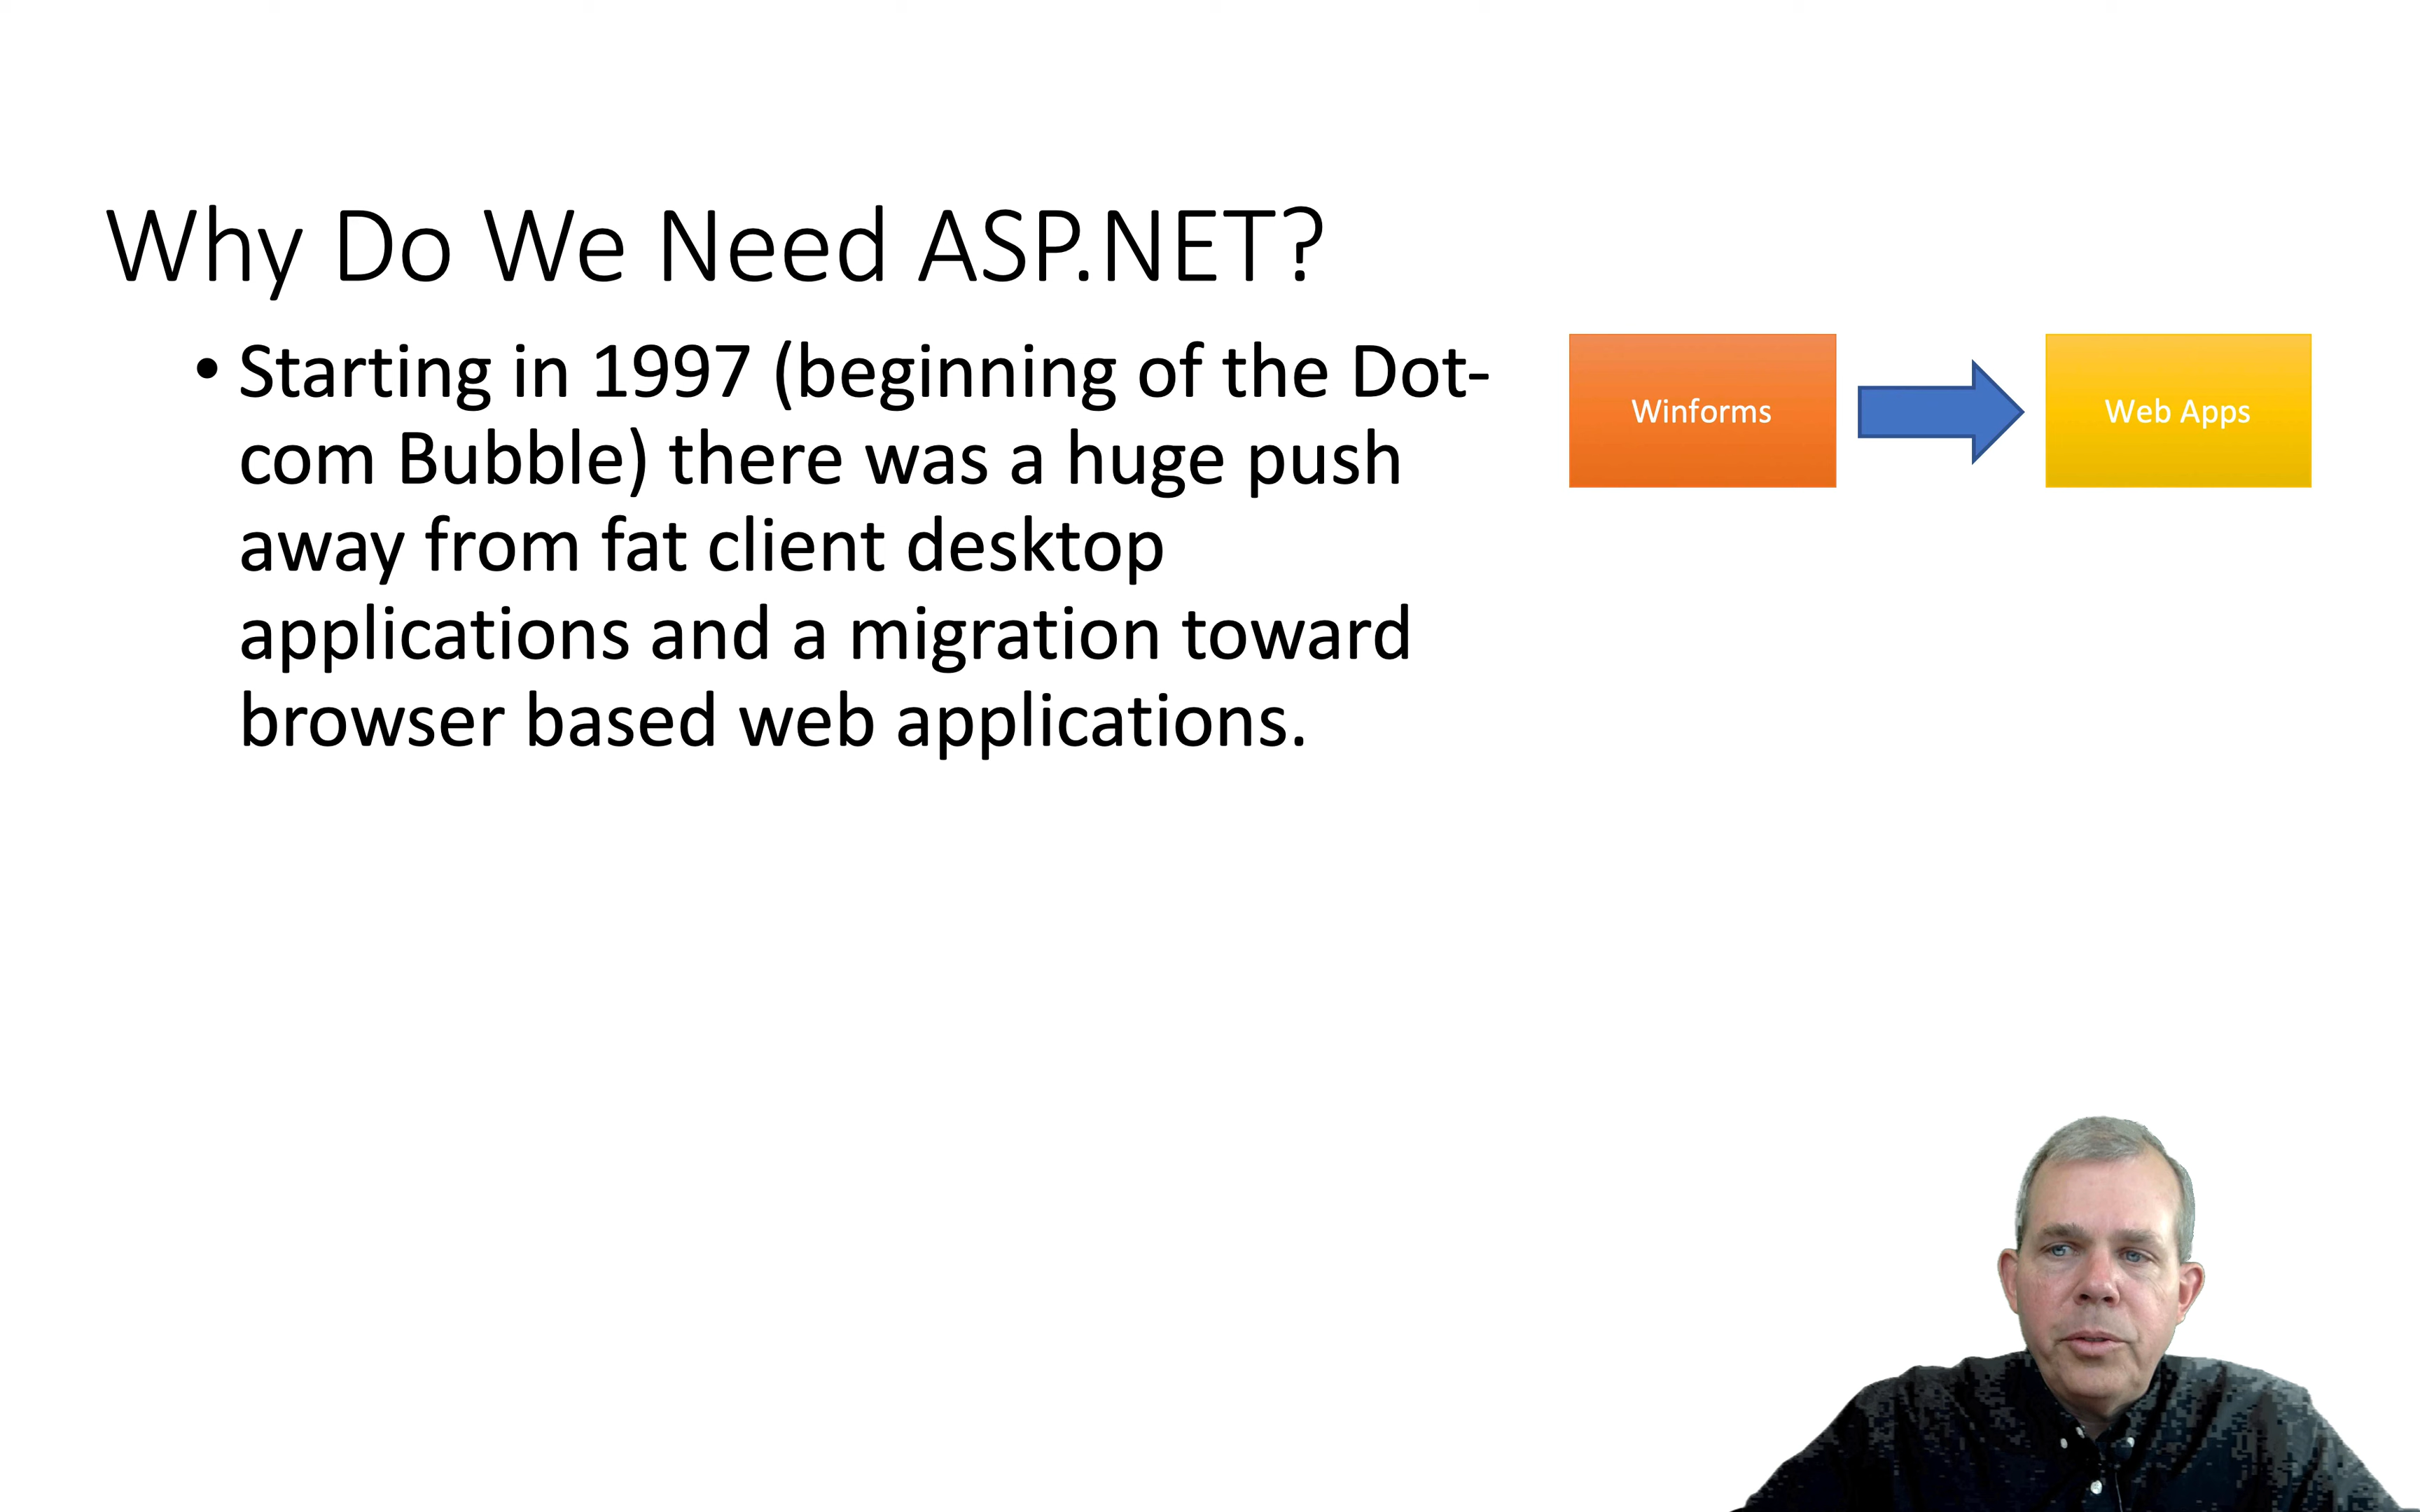 Why Do We Need ASP.NET?
• Starting in 1997 (beginning of the Dot-
com Bubble) there was a huge push
away from fat client desktop
applications and a migration toward
browser based web applications.
Winforms
Web Apps